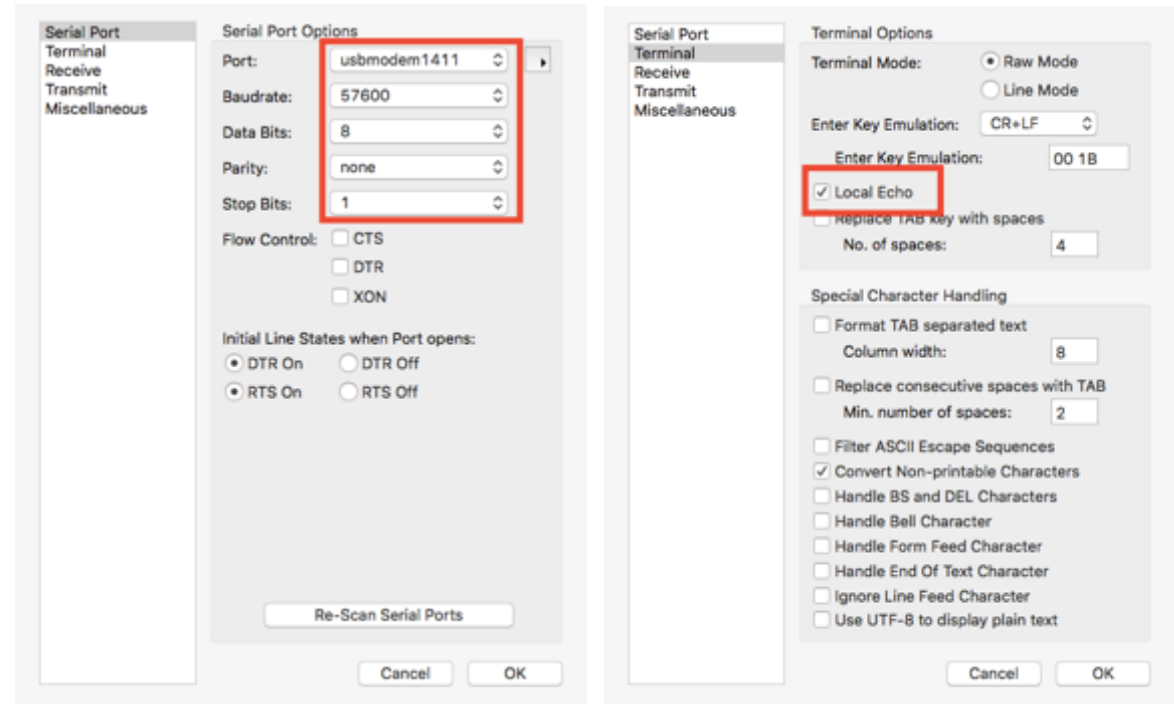 Serial Port
Terminal
Receive
Transmit
Miscellaneous
Serial Port Options
Port: usbmodem1411
Baudrate: 57600
Data Bits: 8
Parity: none
Stop Bits: 1
Flow Control: CTS
DTR
XON
Initial Line States when Port opens:
DTR On DTR Off
RTS On RTS Off
Re-Scan Serial Ports
Cancel OK
Serial Port
Terminal
Receive
Transmit
Miscellaneous
Terminal Options
Terminal Mode: Raw Mode
Line Mode
Enter Key Emulation: CR+LF
Enter Key Emulation: 00 1B
Local Echo
Replace TAB key with spaces
No. of spaces: 4
Special Character Handling
Format TAB separated text
Column width: 8
Replace consecutive spaces with TAB
Min. number of spaces: 2
Filter ASCII Escape Sequences
Convert Non-printable Characters
Handle BS and DEL Characters
Handle Bell Character
Handle Form Feed Character
Handle End Of Text Character
Ignore Line Feed Character
Use UTF-8 to display plain text
Cancel OK